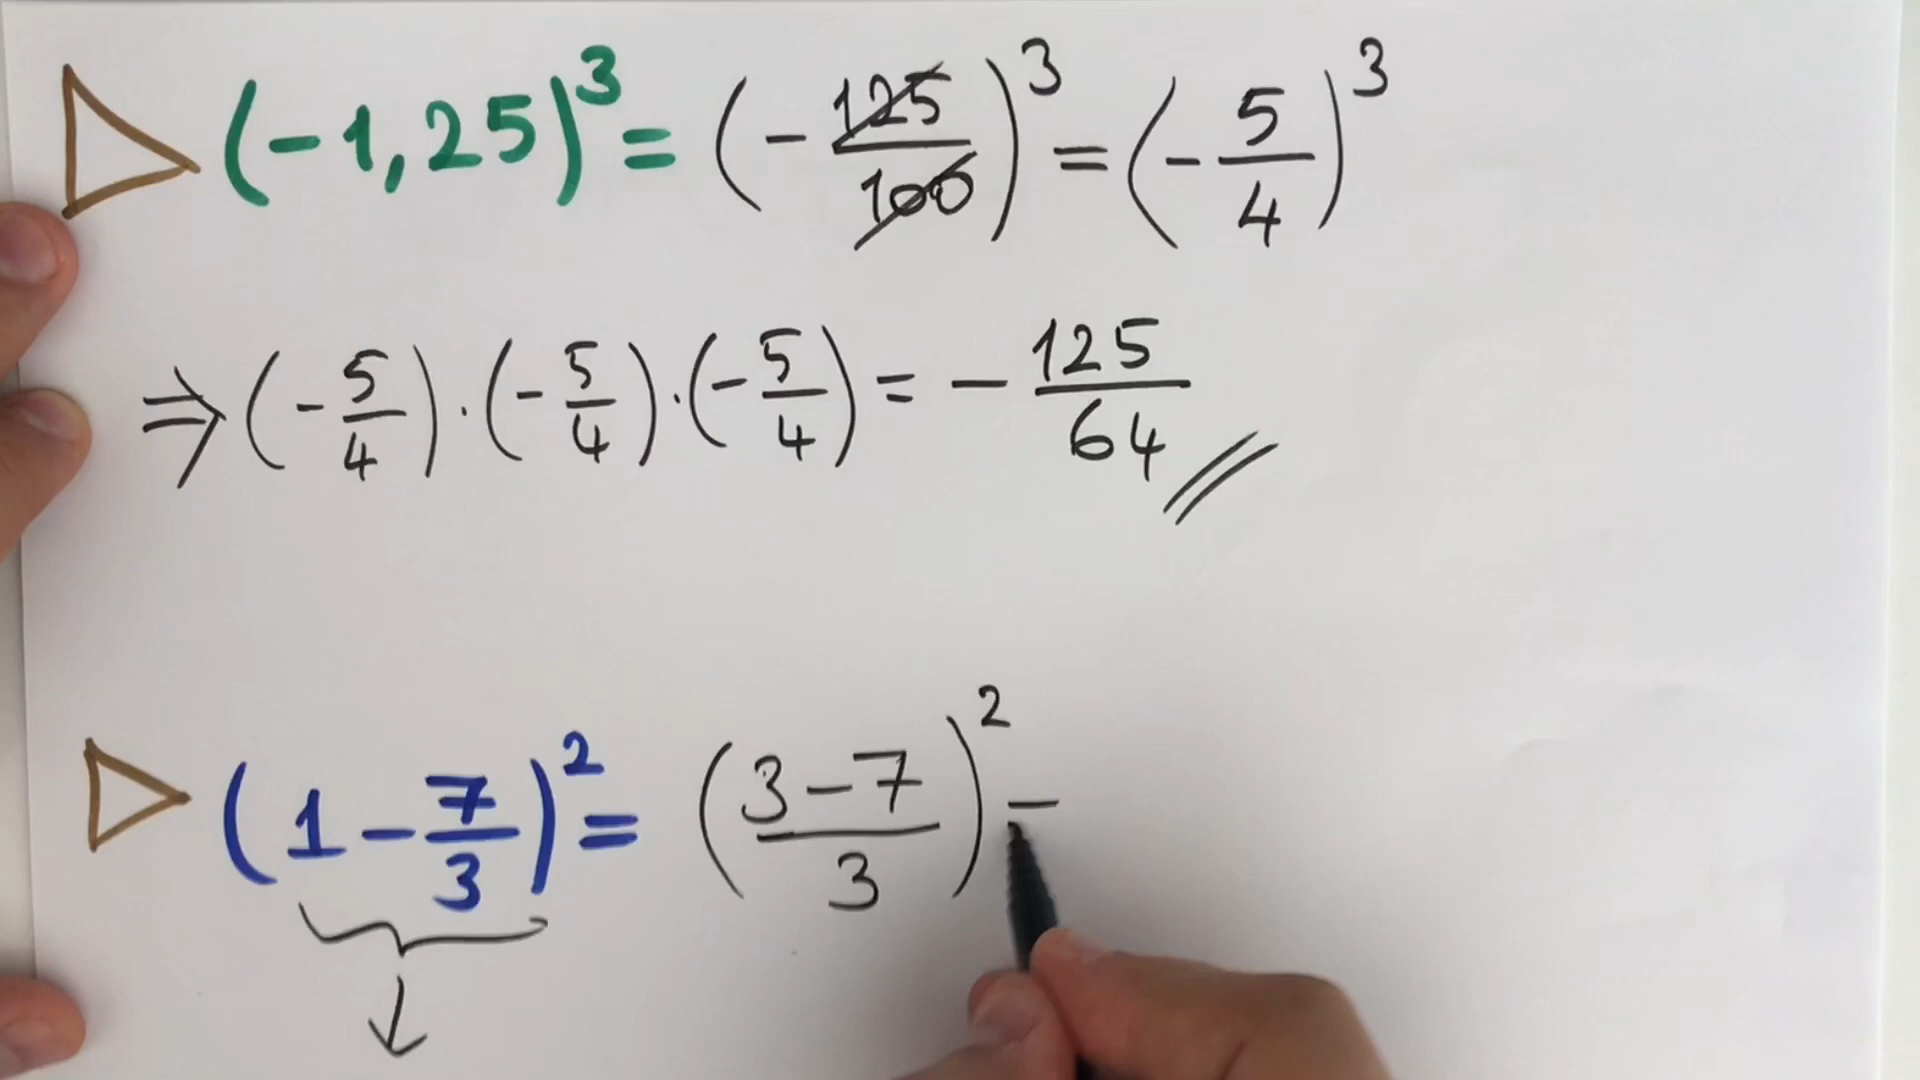 (-1,25)³ = (-125/100)³ = (-5/4)³
⇒ (-5/4)·(-5/4)·(-5/4) = -125/64
(1-7/3)² = (3-7/3)² -